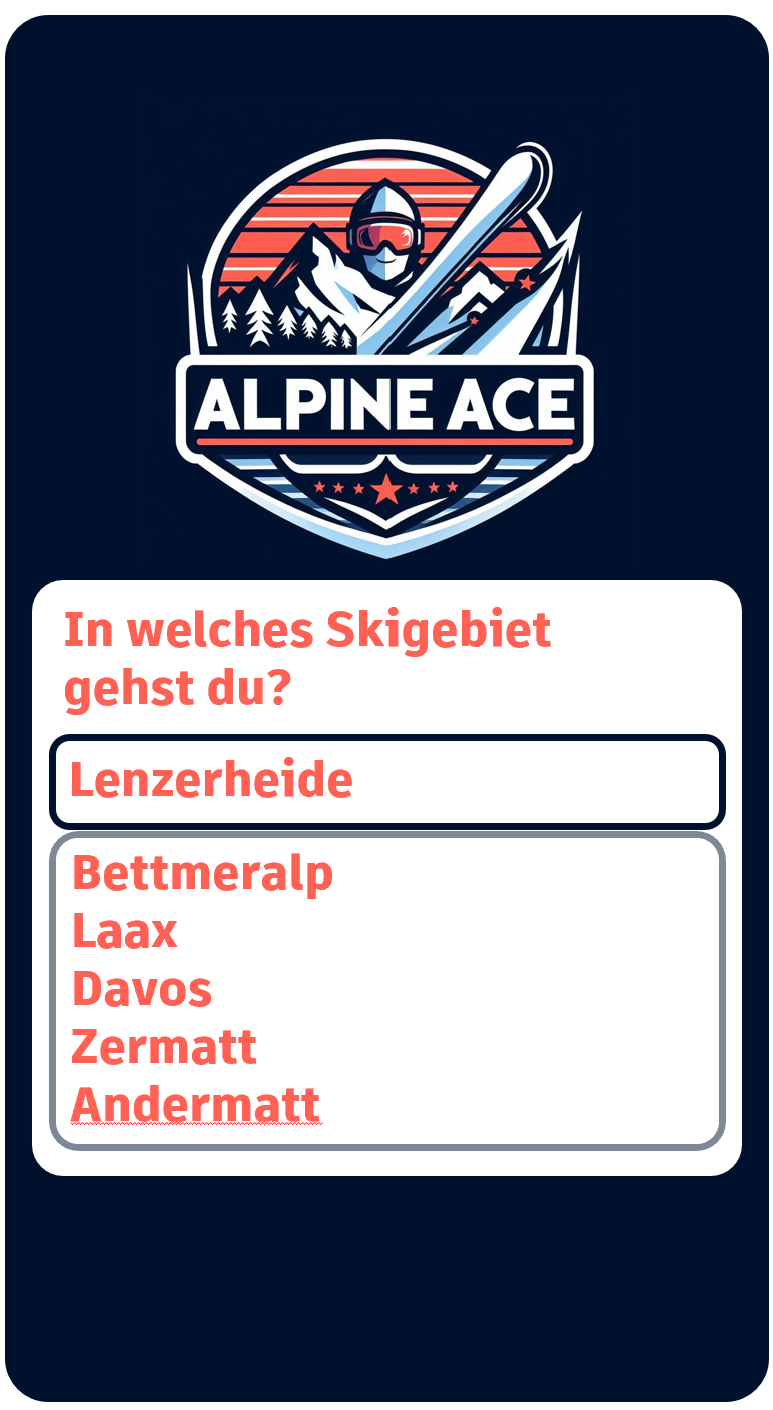 ALPINE ACE
In welches Skigebiet
gehst du?
Lenzerheide
Bettmeralp
Laax
Davos
Zermatt
Andermatt